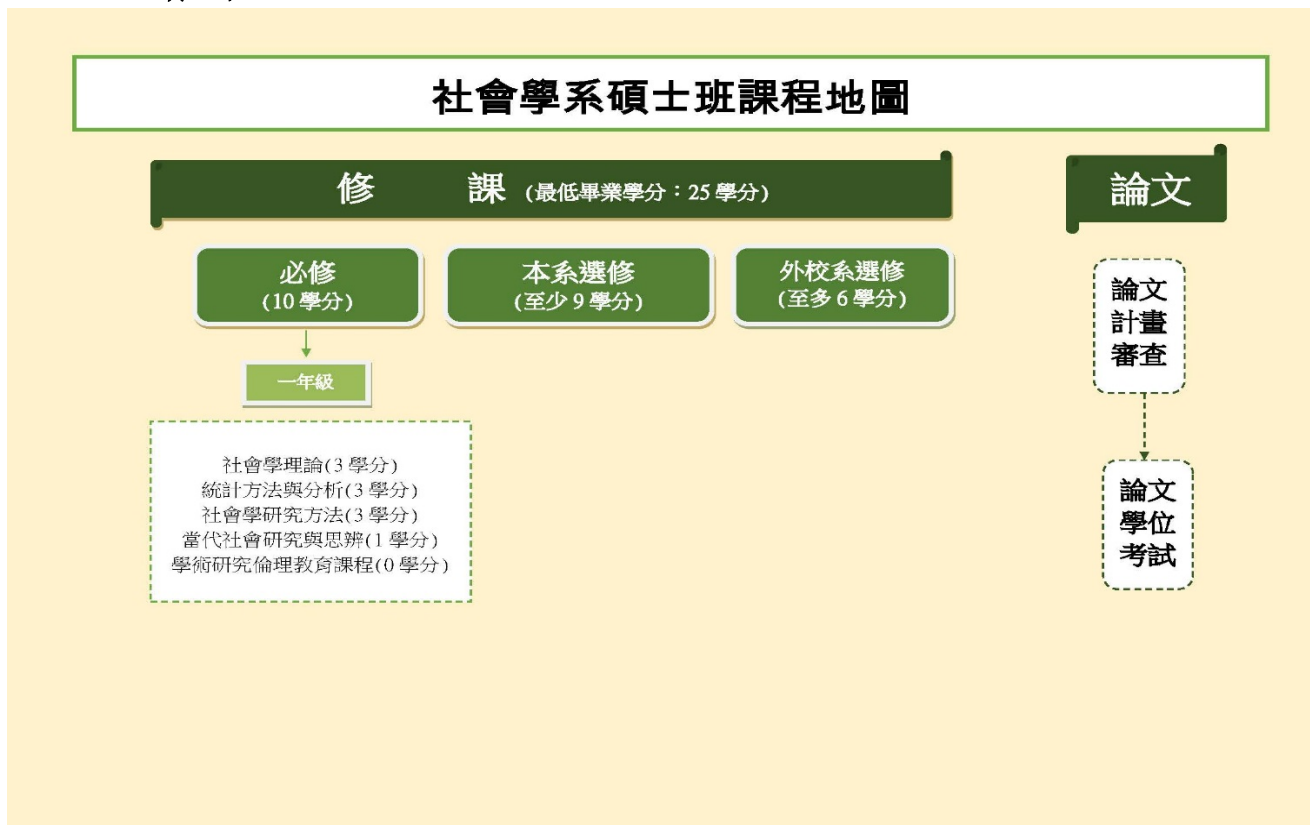 社會學系碩士班課程地圖
修 課 (最低畢業學分：25 學分)
必修
(10 學分)
本系選修
(至少 9 學分)
外校系選修
(至多 6 學分)
一年級
社會學理論(3 學分)
統計方法與分析(3 學分)
社會學研究方法(3 學分)
當代社會研究與思辨(1 學分)
學術研究倫理教育課程(0 學分)
論文
論文
計畫
審查
論文
學位
考試